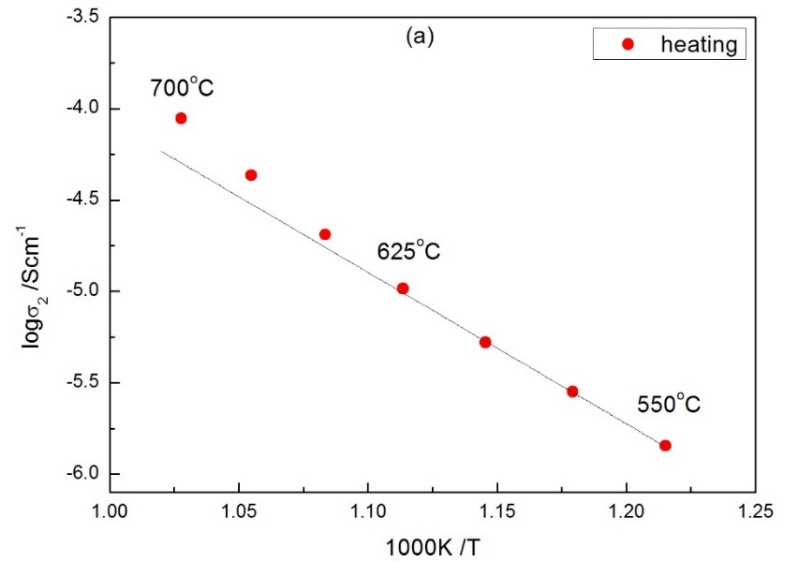 (a)
heating
700°C
625°C
550°C
-3.5
-4.0
-4.5
-5.0
-5.5
-6.0
logσ₂ /Scm⁻¹
1.00
1.05
1.10
1.15
1.20
1.25
1000K /T